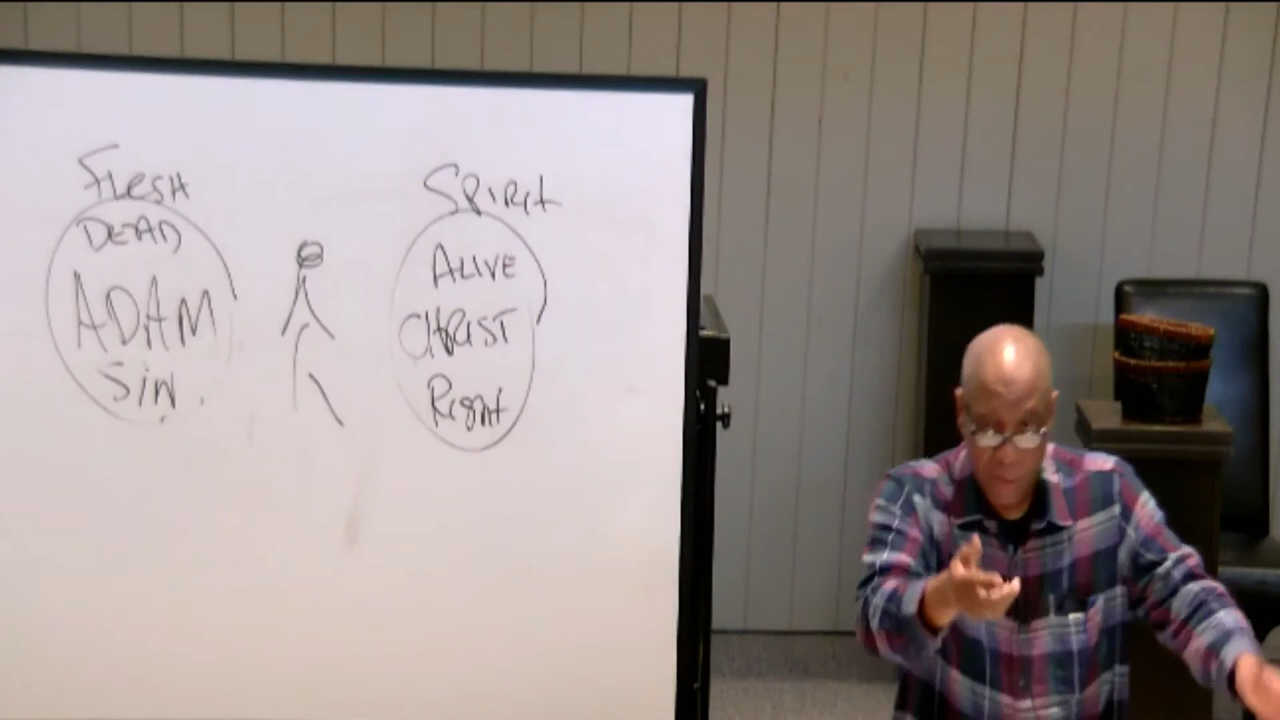 FLESH
DEAD
ADAM
SIN.
SPIRIt
ALIVE
CHRIST
Right